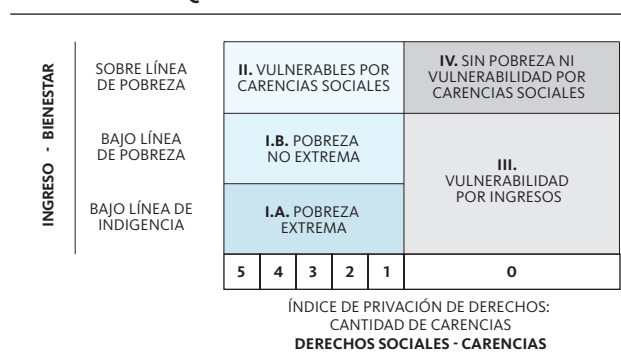 INGRESO - BIENESTAR
SOBRE LÍNEA
DE POBREZA
II. VULNERABLES POR
CARENCIAS SOCIALES
IV. SIN POBREZA NI
VULNERABILIDAD POR
CARENCIAS SOCIALES
BAJO LÍNEA
DE POBREZA
I.B. POBREZA
NO EXTREMA
III.
VULNERABILIDAD
POR INGRESOS
BAJO LÍNEA DE
INDIGENCIA
I.A. POBREZA
EXTREMA
5 4 3 2 1 0
ÍNDICE DE PRIVACIÓN DE DERECHOS:
CANTIDAD DE CARENCIAS
DERECHOS SOCIALES - CARENCIAS